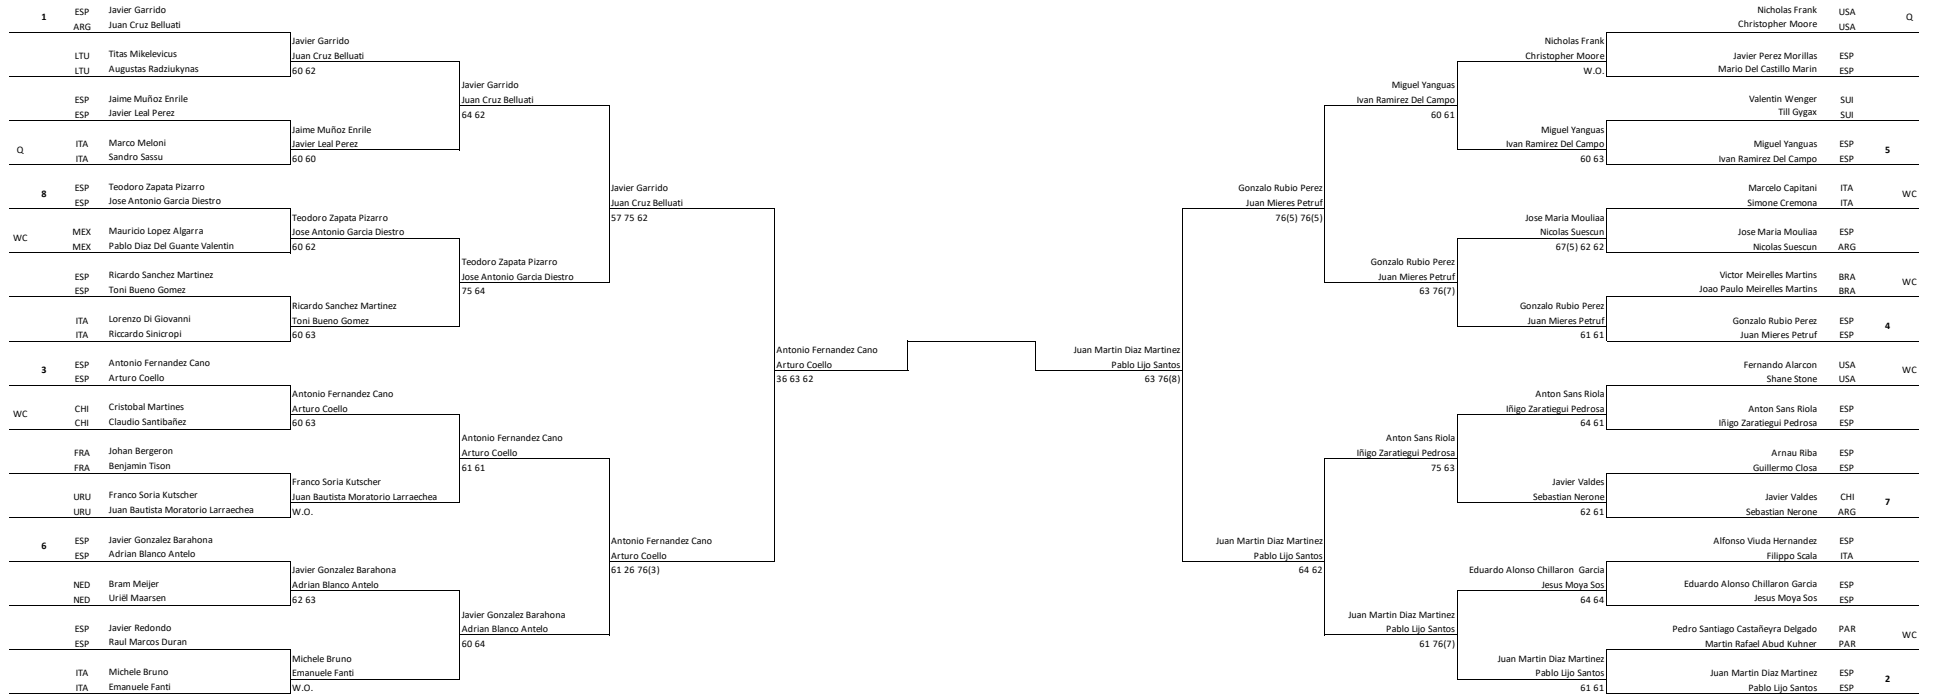 1
ESP Javier Garrido
ARG Juan Cruz Belluati
LTU Titas Mikelevicus
LTU Augustas Radziukynas
ESP Jaime Muñoz Enrile
ESP Javier Leal Perez
Q
ITA Marco Meloni
ITA Sandro Sassu
8
ESP Teodoro Zapata Pizarro
ESP Jose Antonio Garcia Diestro
WC
MEX Mauricio Lopez Algarra
MEX Pablo Diaz Del Guante Valentin
ESP Ricardo Sanchez Martinez
ESP Toni Bueno Gomez
ITA Lorenzo Di Giovanni
ITA Riccardo Sinicropi
3
ESP Antonio Fernandez Cano
ESP Arturo Coello
WC
CHI Cristobal Martines
CHI Claudio Santibañez
FRA Johan Bergeron
FRA Benjamin Tison
URU Franco Soria Kutscher
URU Juan Bautista Moratorio Larraechea
6
ESP Javier Gonzalez Barahona
ESP Adrian Blanco Antelo
NED Bram Meijer
NED Uriël Maarsen
ESP Javier Redondo
ESP Raul Marcos Duran
ITA Michele Bruno
ITA Emanuele Fanti
Javier Garrido
Juan Cruz Belluati
60 62
Jaime Muñoz Enrile
Javier Leal Perez
60 60
Teodoro Zapata Pizarro
Jose Antonio Garcia Diestro
60 62
Ricardo Sanchez Martinez
Toni Bueno Gomez
60 63
Antonio Fernandez Cano
Arturo Coello
60 63
Franco Soria Kutscher
Juan Bautista Moratorio Larraechea
W.O.
Javier Gonzalez Barahona
Adrian Blanco Antelo
62 63
Michele Bruno
Emanuele Fanti
W.O.
Javier Garrido
Juan Cruz Belluati
64 62
Teodoro Zapata Pizarro
Jose Antonio Garcia Diestro
75 64
Antonio Fernandez Cano
Arturo Coello
61 61
Javier Gonzalez Barahona
Adrian Blanco Antelo
60 64
Javier Garrido
Juan Cruz Belluati
57 75 62
Antonio Fernandez Cano
Arturo Coello
61 26 76(3)
Antonio Fernandez Cano
Arturo Coello
36 63 62
Juan Martin Diaz Martinez
Pablo Lijo Santos
63 76(8)
Gonzalo Rubio Perez
Juan Mieres Petruf
76(5) 76(5)
Juan Martin Diaz Martinez
Pablo Lijo Santos
64 62
Miguel Yanguas
Ivan Ramirez Del Campo
60 61
Gonzalo Rubio Perez
Juan Mieres Petruf
63 76(7)
Anton Sans Riola
Iñigo Zaratiegui Pedrosa
75 63
Juan Martin Diaz Martinez
Pablo Lijo Santos
61 76(7)
Nicholas Frank
Christopher Moore
W.O.
Miguel Yanguas
Ivan Ramirez Del Campo
60 63
Jose Maria Mouliaa
Nicolas Suescun
67(5) 62 62
Gonzalo Rubio Perez
Juan Mieres Petruf
61 61
Anton Sans Riola
Iñigo Zaratiegui Pedrosa
64 61
Javier Valdes
Sebastian Nerone
62 61
Eduardo Alonso Chillaron Garcia
Jesus Moya Sos
64 64
Juan Martin Diaz Martinez
Pablo Lijo Santos
61 61
Nicholas Frank USA
Christopher Moore USA
Q
Javier Perez Morillas ESP
Mario Del Castillo Marin ESP
Valentin Wenger SUI
Till Gygax SUI
Miguel Yanguas ESP
Ivan Ramirez Del Campo ESP
5
Marcelo Capitani ITA
Simone Cremona ITA
WC
Jose Maria Mouliaa ESP
Nicolas Suescun ARG
Victor Meirelles Martins BRA
Joao Paulo Meirelles Martins BRA
WC
Gonzalo Rubio Perez ESP
Juan Mieres Petruf ESP
4
Fernando Alarcon USA
Shane Stone USA
WC
Anton Sans Riola ESP
Iñigo Zaratiegui Pedrosa ESP
Arnau Riba ESP
Guillermo Closa ESP
Javier Valdes CHI
Sebastian Nerone ARG
7
Alfonso Viuda Hernandez ESP
Filippo Scala ITA
Eduardo Alonso Chillaron Garcia ESP
Jesus Moya Sos ESP
Pedro Santiago Castañeyra Delgado PAR
Martin Rafael Abud Kuhner PAR
WC
Juan Martin Diaz Martinez ESP
Pablo Lijo Santos ESP
2